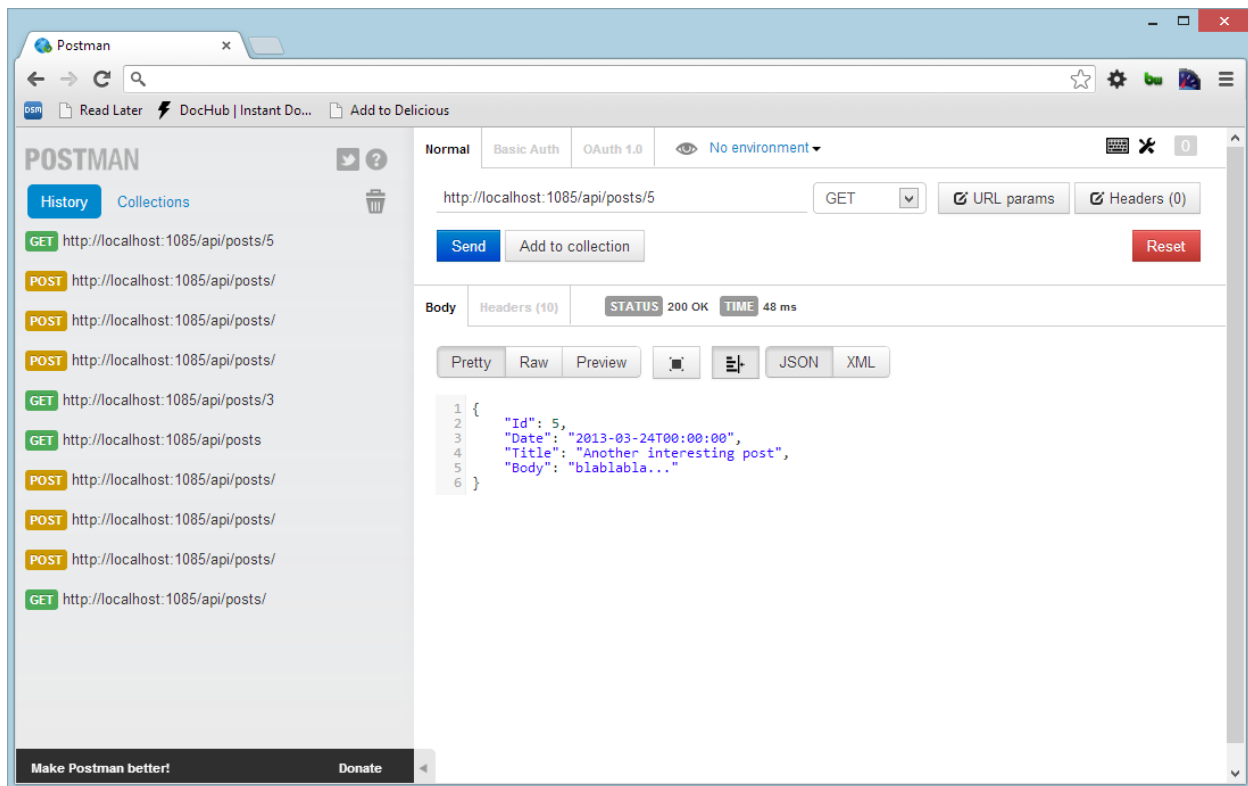 Postman
DSM Read Later DocHub | Instant Do... Add to Delicious
bw
POSTMAN
History Collections
GET http://localhost:1085/api/posts/5
POST http://localhost:1085/api/posts/
POST http://localhost:1085/api/posts/
POST http://localhost:1085/api/posts/
GET http://localhost:1085/api/posts/3
GET http://localhost:1085/api/posts
POST http://localhost:1085/api/posts/
POST http://localhost:1085/api/posts/
POST http://localhost:1085/api/posts/
GET http://localhost:1085/api/posts/
Make Postman better! Donate
Normal Basic Auth OAuth 1.0 No environment 0
http://localhost:1085/api/posts/5 GET URL params Headers (0)
Send Add to collection Reset
Body Headers (10) STATUS 200 OK TIME 48 ms
Pretty Raw Preview JSON XML
1 {
2 "Id": 5,
3 "Date": "2013-03-24T00:00:00",
4 "Title": "Another interesting post",
5 "Body": "blablabla..."
6 }